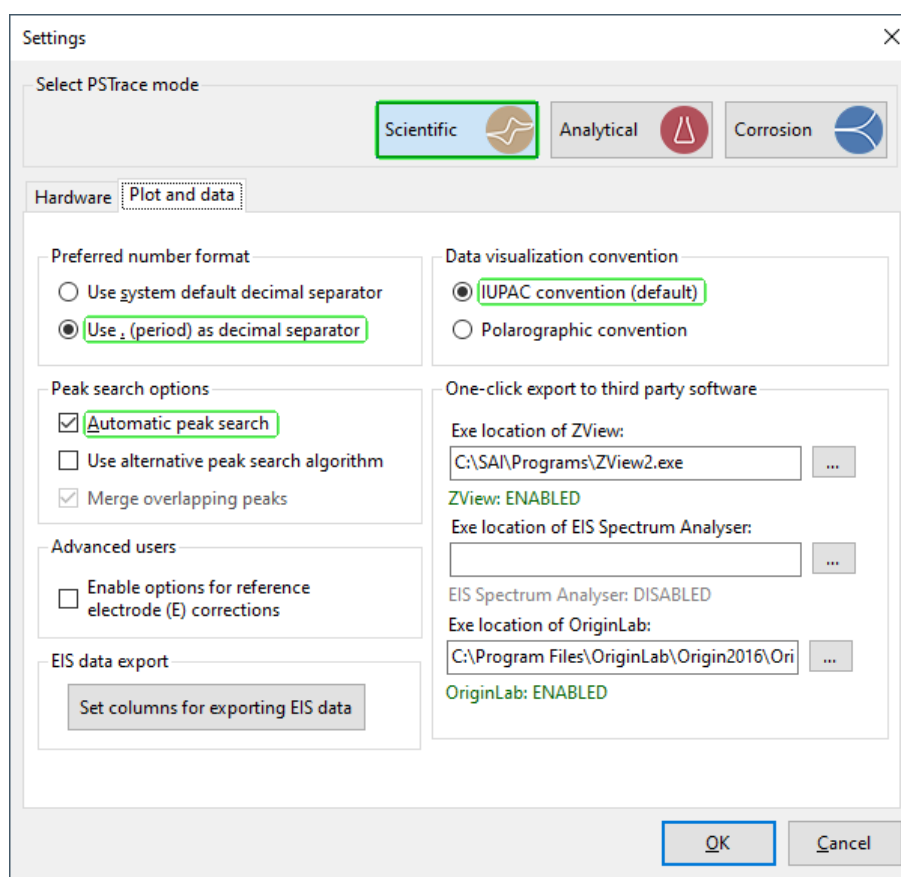 Settings
Select PSTrace mode
Scientific
Analytical
Corrosion
Hardware
Plot and data
Preferred number format
Use system default decimal separator
Use . (period) as decimal separator
Peak search options
Automatic peak search
Use alternative peak search algorithm
Merge overlapping peaks
Advanced users
Enable options for reference
electrode (E) corrections
EIS data export
Set columns for exporting EIS data
Data visualization convention
IUPAC convention (default)
Polarographic convention
One-click export to third party software
Exe location of ZView:
C:\SAI\Programs\ZView2.exe
...
ZView: ENABLED
Exe location of EIS Spectrum Analyser:
...
EIS Spectrum Analyser: DISABLED
Exe location of OriginLab:
C:\Program Files\OriginLab\Origin2016\Ori
...
OriginLab: ENABLED
OK
Cancel